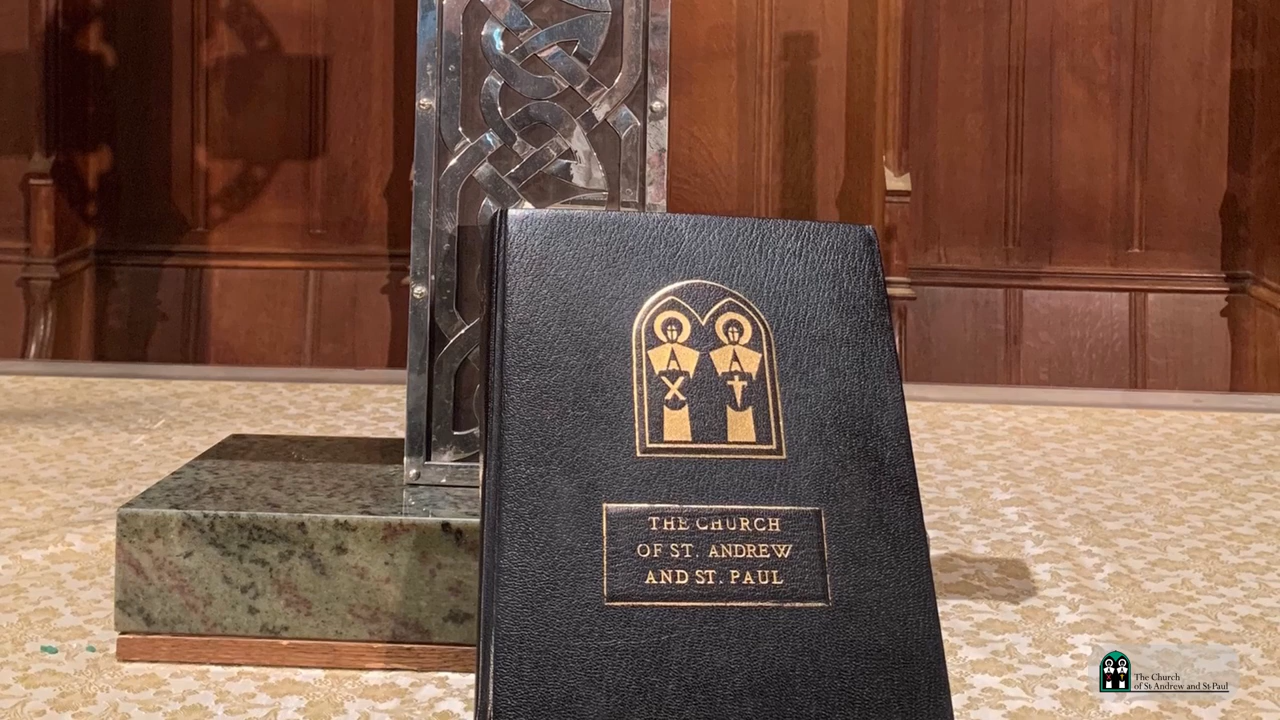 THE CHURCH
OF ST. ANDREW
AND ST. PAUL
The Church
of St Andrew and St Paul